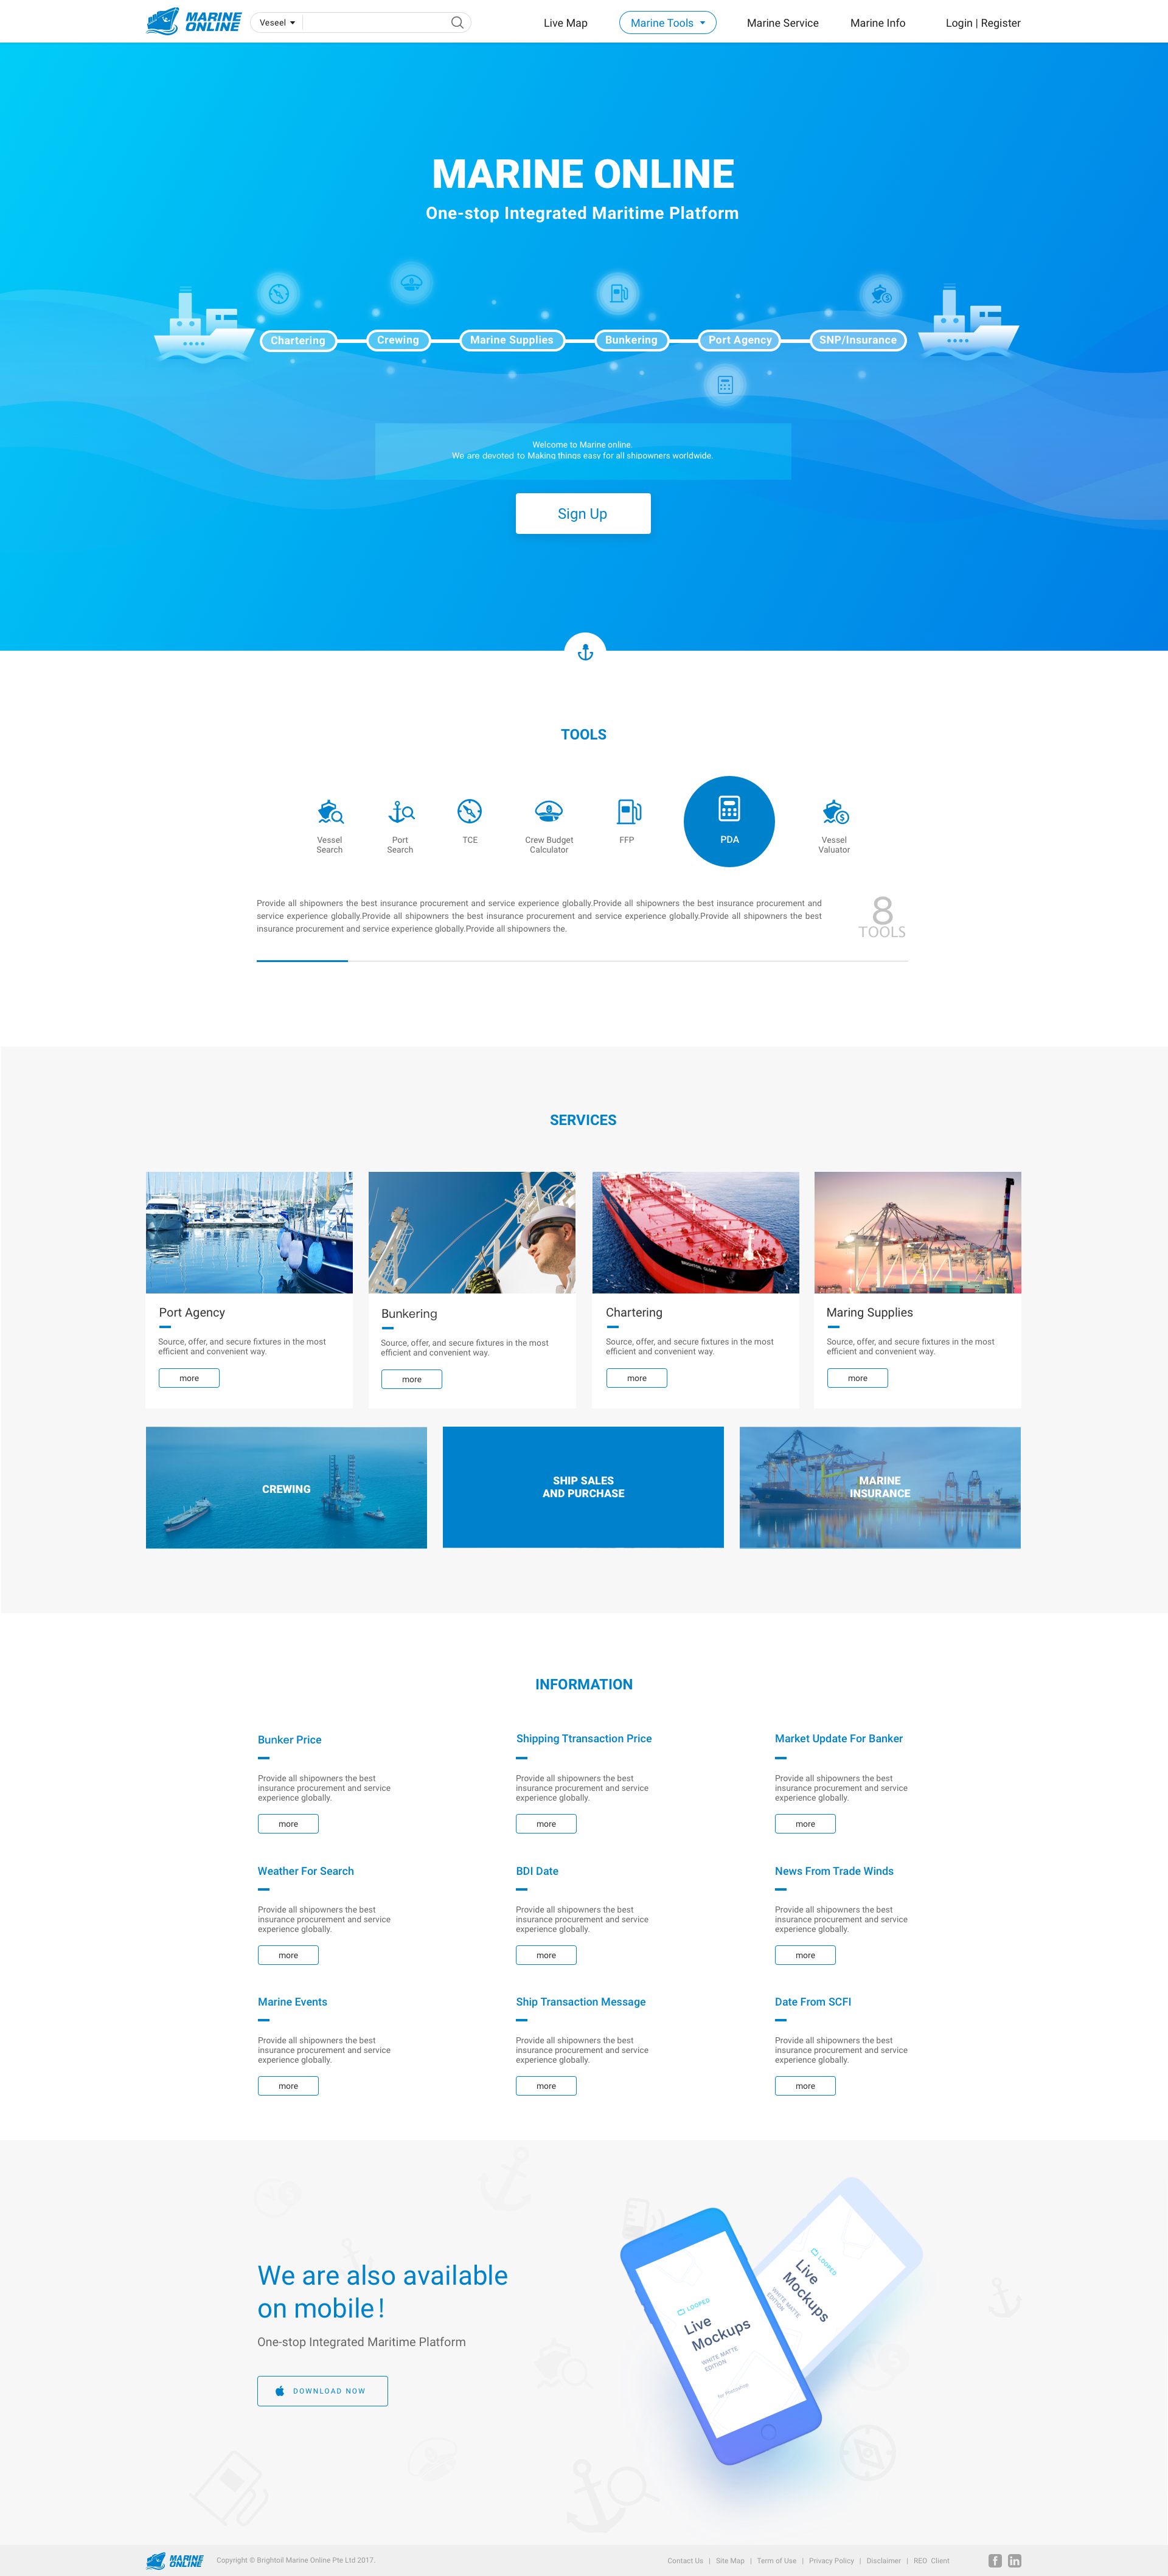 MARINE
ONLINE
Veseel
Live Map
Marine Tools
Marine Service
Marine Info
Login | Register
MARINE ONLINE
One-stop Integrated Maritime Platform
Chartering
Crewing
Marine Supplies
Bunkering
Port Agency
SNP/Insurance
Welcome to Marine online.
We are devoted to Making things easy for all shipowners worldwide.
Sign Up
TOOLS
Vessel
Search
Port
Search
TCE
Crew Budget
Calculator
FFP
PDA
Vessel
Valuator
Provide all shipowners the best insurance procurement and service experience globally.Provide all shipowners the best insurance procurement and
service experience globally.Provide all shipowners the best insurance procurement and service experience globally.Provide all shipowners the best
insurance procurement and service experience globally.Provide all shipowners the.
8
TOOLS
SERVICES
BRIGHTOIL GLORY
Port Agency
Source, offer, and secure fixtures in the most
efficient and convenient way.
more
Bunkering
Source, offer, and secure fixtures in the most
efficient and convenient way.
more
Chartering
Source, offer, and secure fixtures in the most
efficient and convenient way.
more
Maring Supplies
Source, offer, and secure fixtures in the most
efficient and convenient way.
more
CREWING
SHIP SALES
AND PURCHASE
MARINE
INSURANCE
INFORMATION
Bunker Price
Provide all shipowners the best
insurance procurement and service
experience globally.
more
Shipping Ttransaction Price
Provide all shipowners the best
insurance procurement and service
experience globally.
more
Market Update For Banker
Provide all shipowners the best
insurance procurement and service
experience globally.
more
Weather For Search
Provide all shipowners the best
insurance procurement and service
experience globally.
more
BDI Date
Provide all shipowners the best
insurance procurement and service
experience globally.
more
News From Trade Winds
Provide all shipowners the best
insurance procurement and service
experience globally.
more
Marine Events
Provide all shipowners the best
insurance procurement and service
experience globally.
more
Ship Transaction Message
Provide all shipowners the best
insurance procurement and service
experience globally.
more
Date From SCFI
Provide all shipowners the best
insurance procurement and service
experience globally.
more
We are also available
on mobile!
One-stop Integrated Maritime Platform
DOWNLOAD NOW
LOOPED
Live
Mockups
WHITE MATTE
EDITION
for Photoshop
LOOPED
Live
Mockups
WHITE MATTE
EDITION
MARINE
ONLINE
Copyright © Brightoil Marine Online Pte Ltd 2017.
Contact Us | Site Map | Term of Use | Privacy Policy | Disclaimer | REO Client